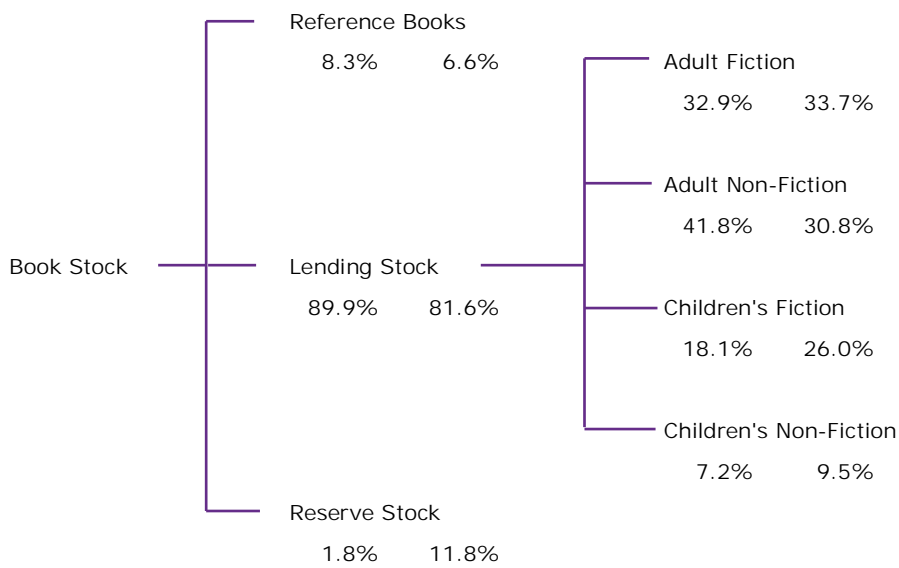 Reference Books
8.3% 6.6%
Adult Fiction
32.9% 33.7%
Adult Non-Fiction
41.8% 30.8%
Book Stock
Lending Stock
89.9% 81.6%
Children's Fiction
18.1% 26.0%
Children's Non-Fiction
7.2% 9.5%
Reserve Stock
1.8% 11.8%